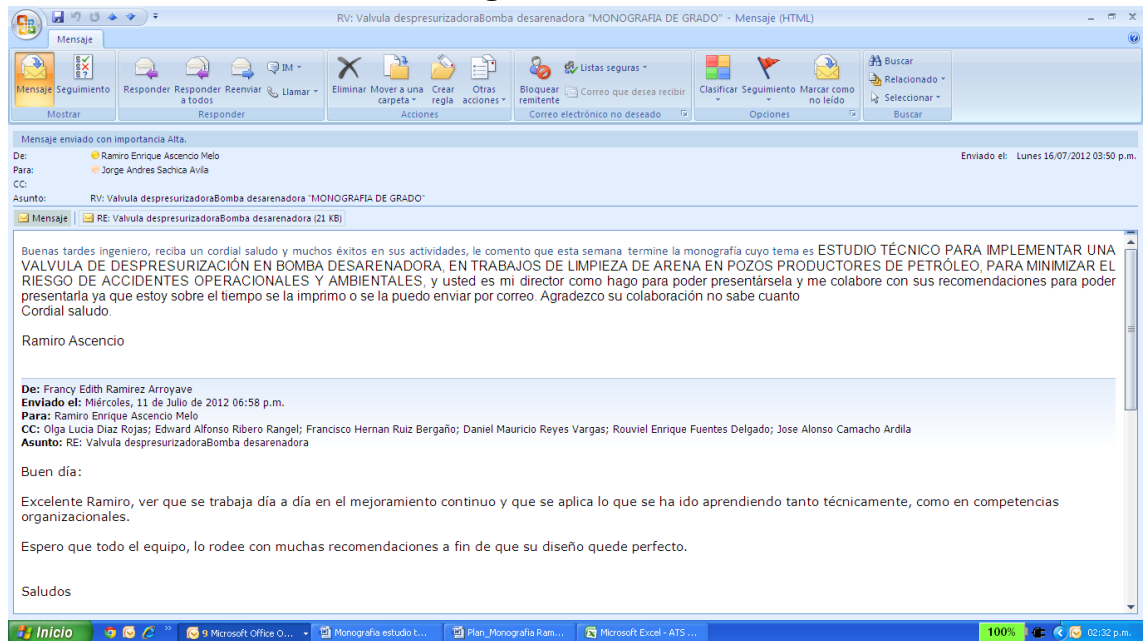 RV: Valvula despresurizadoraBomba desarenadora "MONOGRAFIA DE GRADO" - Mensaje (HTML)
Mensaje
Mensaje Seguimiento
Mostrar
Responder Responder a todos Reenviar IM Llamar
Responder
Eliminar Mover a una carpeta Crear regla Otras acciones
Acciones
Bloquear remitente Listas seguras Correo que desea recibir
Correo electrónico no deseado
Clasificar Seguimiento Marcar como no leído
Opciones
Buscar
Relacionado
Seleccionar
Buscar
Mensaje enviado con importancia Alta.
De: Ramiro Enrique Ascencio Melo Enviado el: Lunes 16/07/2012 03:50 p.m.
Para: Jorge Andres Sachica Avila
CC:
Asunto: RV: Valvula despresurizadoraBomba desarenadora "MONOGRAFIA DE GRADO"
Mensaje RE: Valvula despresurizadoraBomba desarenadora (21 KB)
Buenas tardes ingeniero, reciba un cordial saludo y muchos éxitos en sus actividades, le comento que esta semana termine la monografía cuyo tema es ESTUDIO TÉCNICO PARA IMPLEMENTAR UNA
VALVULA DE DESPRESURIZACIÓN EN BOMBA DESARENADORA, EN TRABAJOS DE LIMPIEZA DE ARENA EN POZOS PRODUCTORES DE PETRÓLEO, PARA MINIMIZAR EL
RIESGO DE ACCIDENTES OPERACIONALES Y AMBIENTALES, y usted es mi director como hago para poder presentársela y me colabore con sus recomendaciones para poder
presentarla ya que estoy sobre el tiempo se la imprimo o se la puedo enviar por correo. Agradezco su colaboración no sabe cuanto
Cordial saludo.
Ramiro Ascencio
De: Francy Edith Ramirez Arroyave
Enviado el: Miércoles, 11 de Julio de 2012 06:58 p.m.
Para: Ramiro Enrique Ascencio Melo
CC: Olga Lucia Diaz Rojas; Edward Alfonso Ribero Rangel; Francisco Hernan Ruiz Bergaño; Daniel Mauricio Reyes Vargas; Rouviel Enrique Fuentes Delgado; Jose Alonso Camacho Ardila
Asunto: RE: Valvula despresurizadoraBomba desarenadora
Buen día:
Excelente Ramiro, ver que se trabaja día a día en el mejoramiento continuo y que se aplica lo que se ha ido aprendiendo tanto técnicamente, como en competencias
organizacionales.
Espero que todo el equipo, lo rodee con muchas recomendaciones a fin de que su diseño quede perfecto.
Saludos
Inicio 9 Microsoft Office O... Monografia estudio t... Plan_Monografia Ram... Microsoft Excel - ATS ... 100% 02:32 p.m.